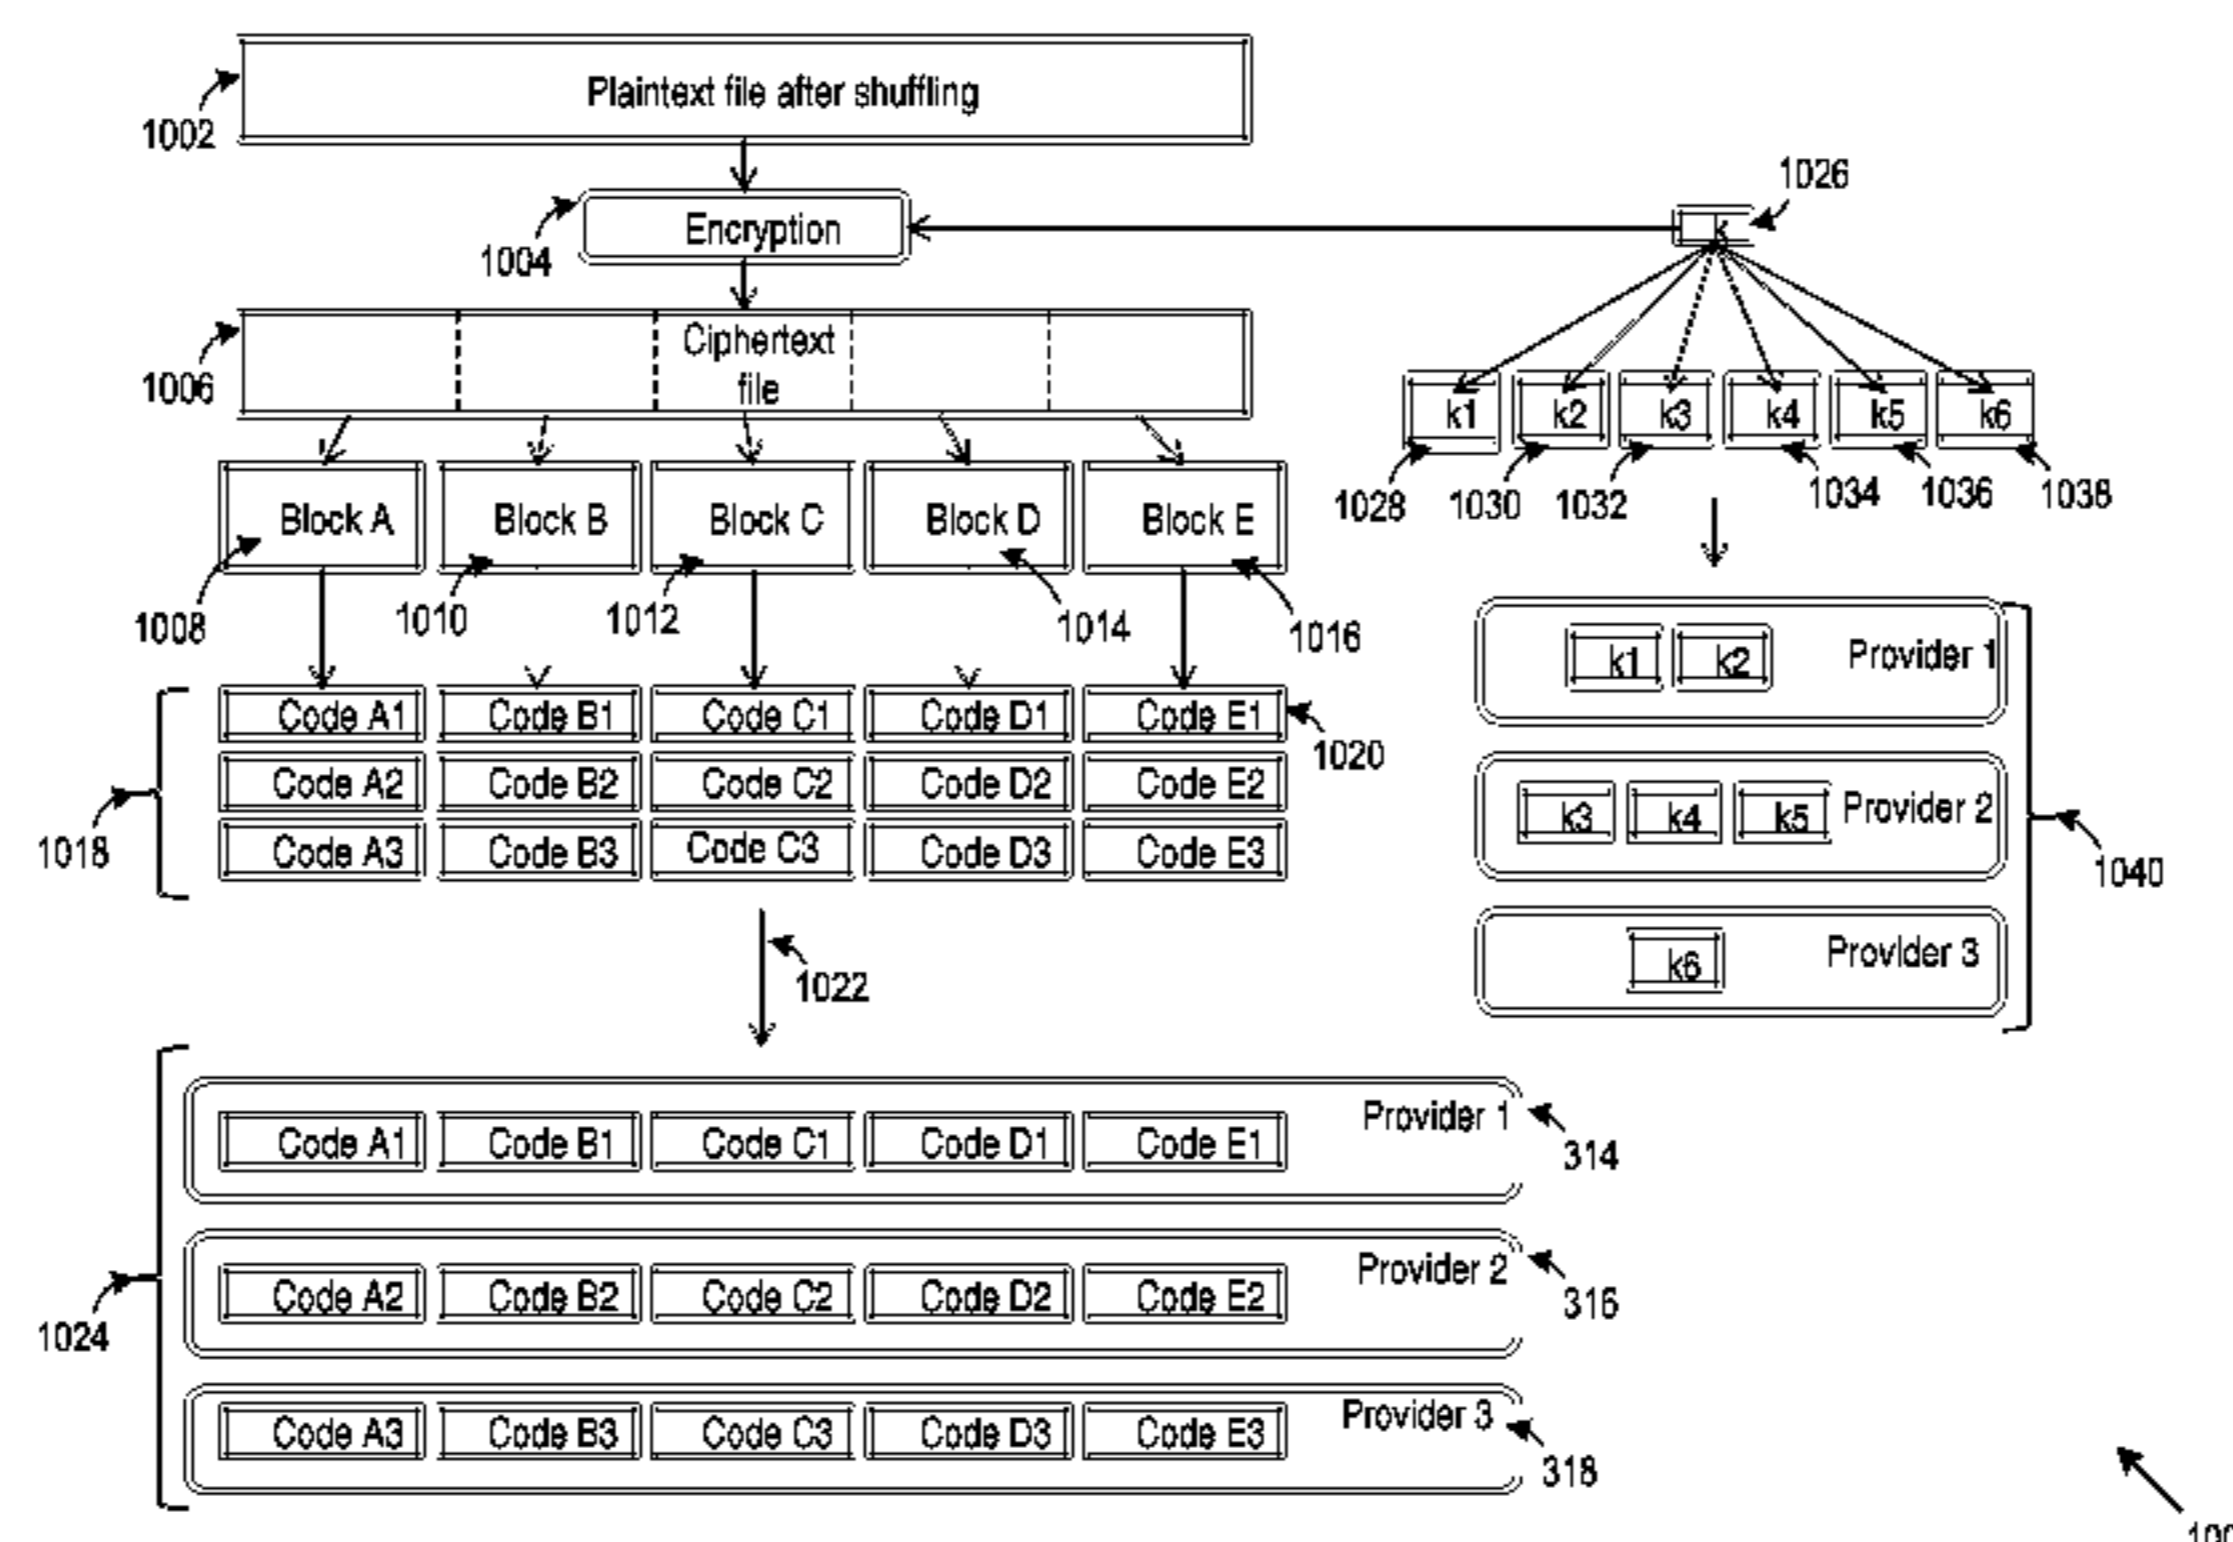 Plaintext file after shuffling
1002
1026
Encryption
k
1004
Ciphertext
file
1006
k1 k2 k3 k4 k5 k6
1028 1030 1032 1034 1036 1038
Block A Block B Block C Block D Block E
1008 1010 1012 1014 1016
k1 k2 Provider 1
Code A1 Code B1 Code C1 Code D1 Code E1
1020
Code A2 Code B2 Code C2 Code D2 Code E2
k3 k4 k5 Provider 2
1018
Code A3 Code B3 Code C3 Code D3 Code E3
1040
k6 Provider 3
1022
Provider 1
Code A1 Code B1 Code C1 Code D1 Code E1
314
Provider 2
Code A2 Code B2 Code C2 Code D2 Code E2
316
1024
Provider 3
Code A3 Code B3 Code C3 Code D3 Code E3
318